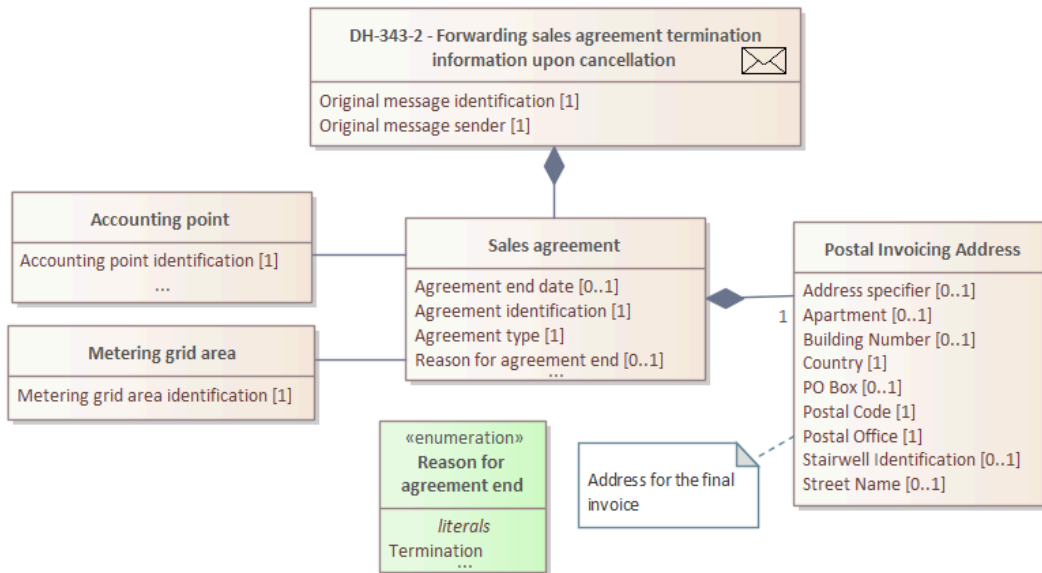 DH-343-2 - Forwarding sales agreement termination
information upon cancellation
Original message identification [1]
Original message sender [1]
Accounting point
Accounting point identification [1]
...
Metering grid area
Metering grid area identification [1]
Sales agreement
Agreement end date [0..1]
Agreement identification [1]
Agreement type [1]
Reason for agreement end [0..1]
...
1
Postal Invoicing Address
Address specifier [0..1]
Apartment [0..1]
Building Number [0..1]
Country [1]
PO Box [0..1]
Postal Code [1]
Postal Office [1]
Stairwell Identification [0..1]
Street Name [0..1]
«enumeration»
Reason for
agreement end
literals
Termination
...
Address for the final
invoice